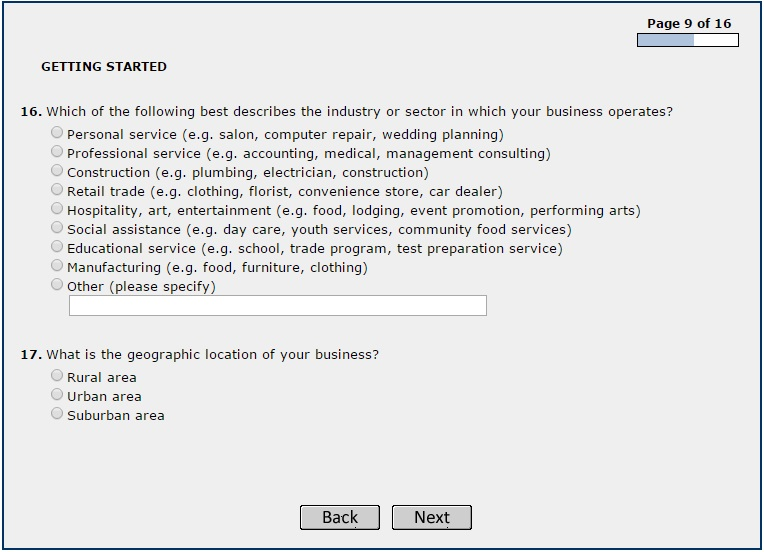 Page 9 of 16
GETTING STARTED
16. Which of the following best describes the industry or sector in which your business operates?
Personal service (e.g. salon, computer repair, wedding planning)
Professional service (e.g. accounting, medical, management consulting)
Construction (e.g. plumbing, electrician, construction)
Retail trade (e.g. clothing, florist, convenience store, car dealer)
Hospitality, art, entertainment (e.g. food, lodging, event promotion, performing arts)
Social assistance (e.g. day care, youth services, community food services)
Educational service (e.g. school, trade program, test preparation service)
Manufacturing (e.g. food, furniture, clothing)
Other (please specify)
17. What is the geographic location of your business?
Rural area
Urban area
Suburban area
Back Next